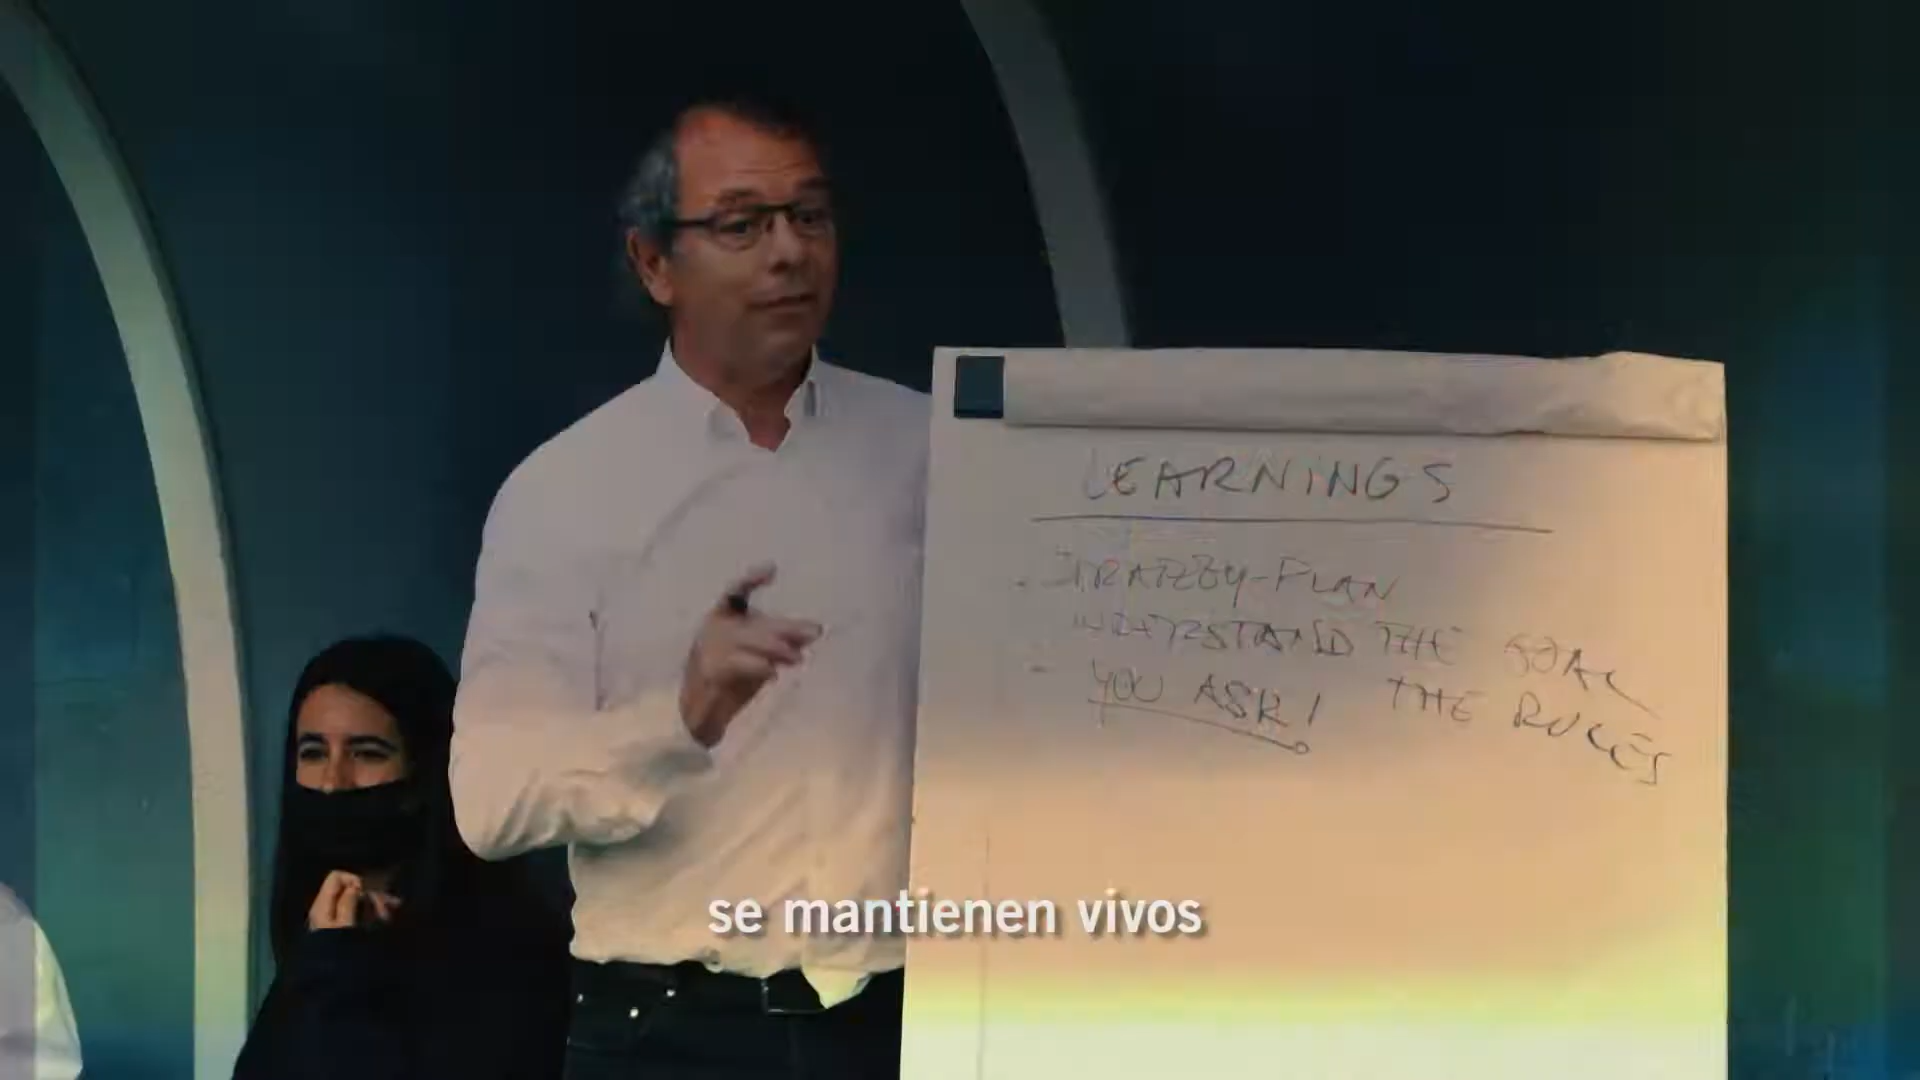 LEARNINGS
- STRATEGY-PLAN
UNDERSTAND THE GOAL
- YOU ASK! THE RULES
se mantienen vivos